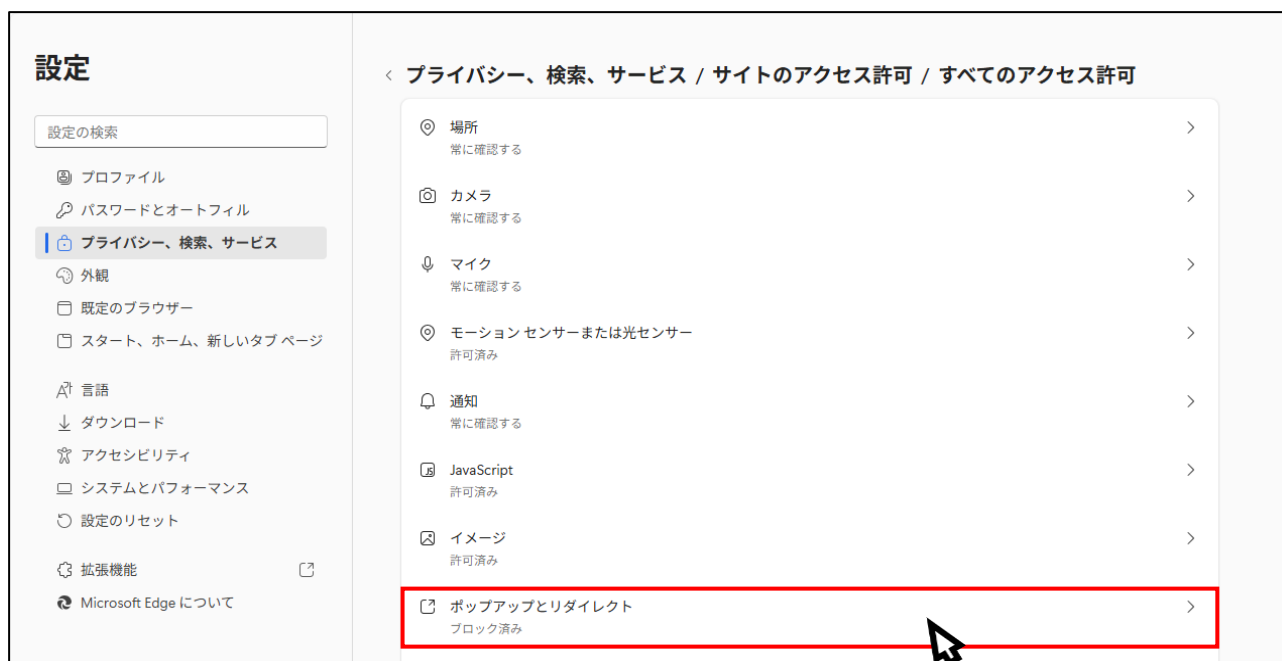 設定
設定の検索
プロファイル
パスワードとオートフィル
プライバシー、検索、サービス
外観
既定のブラウザー
スタート、ホーム、新しいタブ ページ
言語
ダウンロード
アクセシビリティ
システムとパフォーマンス
設定のリセット
拡張機能
Microsoft Edge について
プライバシー、検索、サービス / サイトのアクセス許可 / すべてのアクセス許可
場所
常に確認する
カメラ
常に確認する
マイク
常に確認する
モーション センサーまたは光センサー
許可済み
通知
常に確認する
JavaScript
許可済み
イメージ
許可済み
ポップアップとリダイレクト
ブロック済み